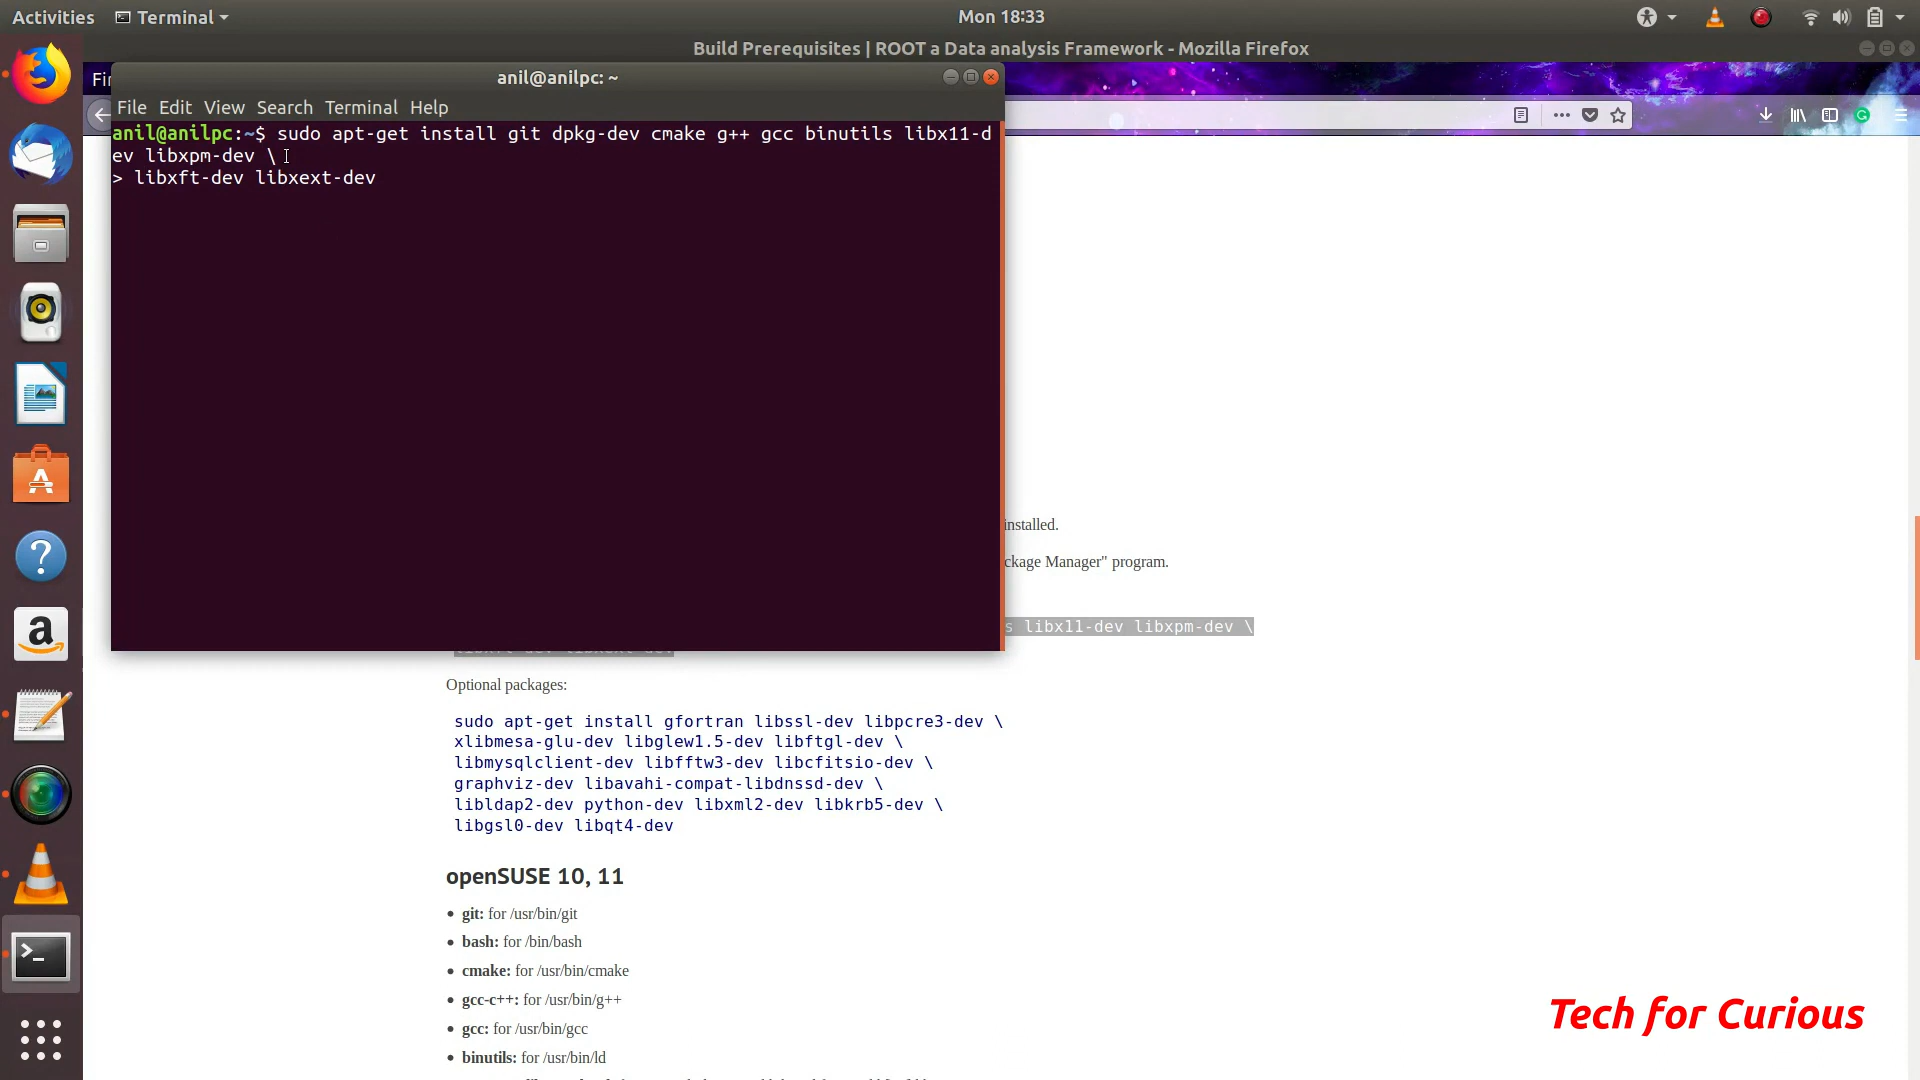 Activities Terminal Mon 18:33
Build Prerequisites | ROOT a Data analysis Framework - Mozilla Firefox
anil@anilpc: ~
File Edit View Search Terminal Help
anil@anilpc:~$ sudo apt-get install git dpkg-dev cmake g++ gcc binutils libx11-d
ev libxpm-dev \
> libxft-dev libxext-dev
installed.
ckage Manager" program.
s libx11-dev libxpm-dev \
Optional packages:
sudo apt-get install gfortran libssl-dev libpcre3-dev \
xlibmesa-glu-dev libglew1.5-dev libftgl-dev \
libmysqlclient-dev libfftw3-dev libcfitsio-dev \
graphviz-dev libavahi-compat-libdnssd-dev \
libldap2-dev python-dev libxml2-dev libkrb5-dev \
libgsl0-dev libqt4-dev
openSUSE 10, 11
• git: for /usr/bin/git
• bash: for /bin/bash
• cmake: for /usr/bin/cmake
• gcc-c++: for /usr/bin/g++
• gcc: for /usr/bin/gcc
• binutils: for /usr/bin/ld
Tech for Curious